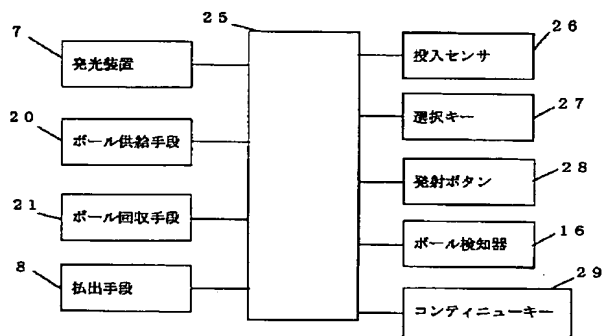 7
発光装置
20
ボール供給手段
21
ボール回収手段
8
払出手段
25
投入センサ
26
選択キー
27
発射ボタン
28
ボール検知器
16
コンティニューキー
29